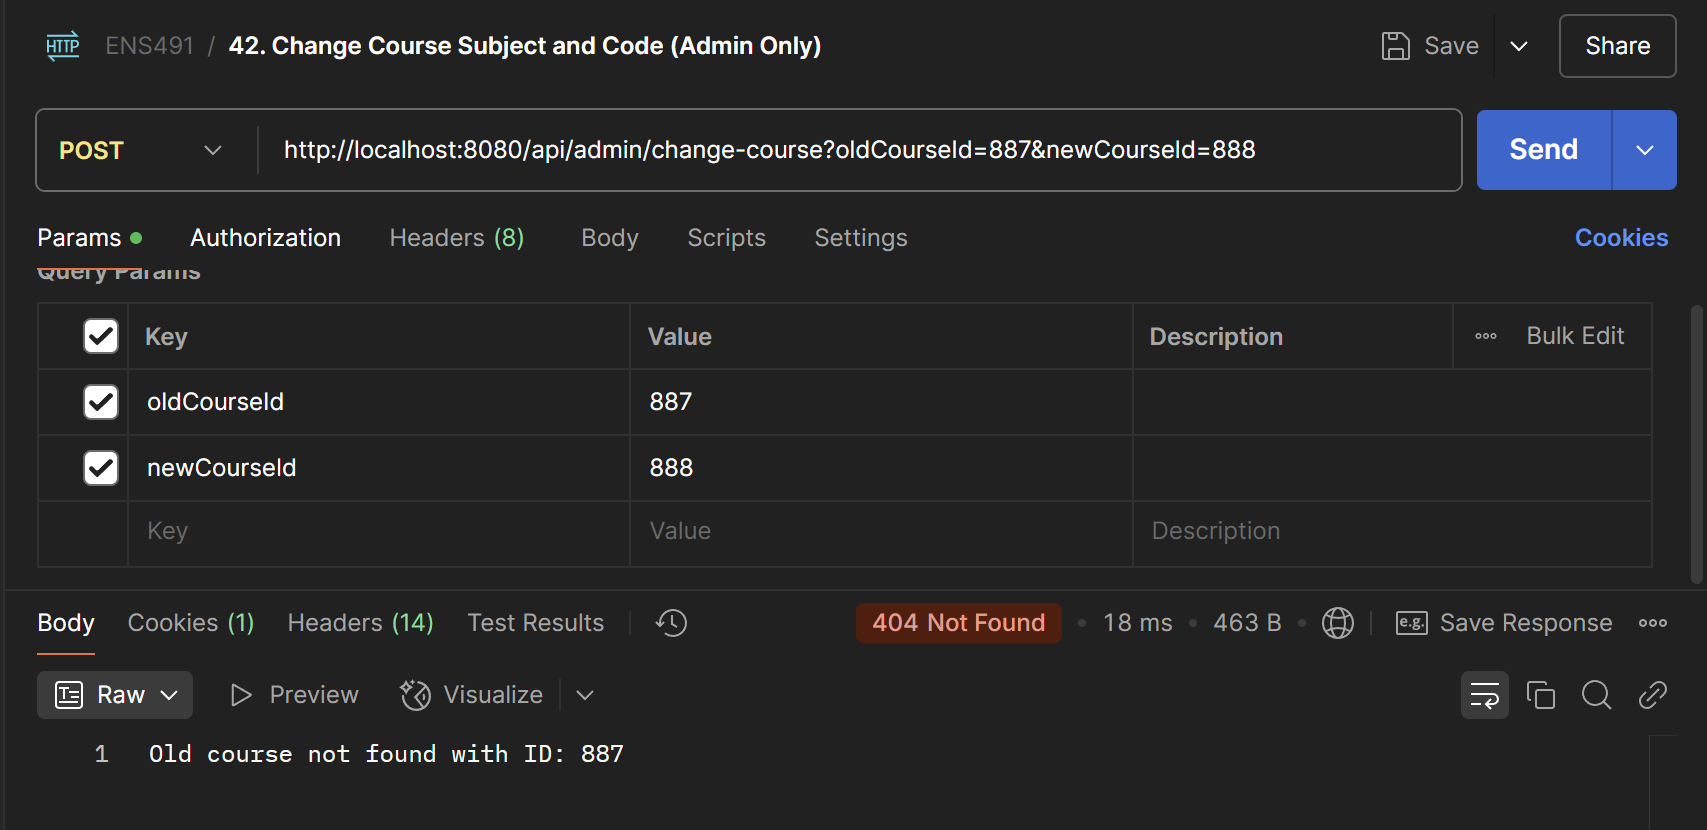 HTTP ENS491 / 42. Change Course Subject and Code (Admin Only) Save Share
POST http://localhost:8080/api/admin/change-course?oldCourseId=887&newCourseId=888 Send
Params Authorization Headers (8) Body Scripts Settings Cookies
Query Params
Key Value Description Bulk Edit
oldCourseId 887
newCourseId 888
Key Value Description
Body Cookies (1) Headers (14) Test Results 404 Not Found • 18 ms • 463 B • e.g. Save Response
Raw Preview Visualize
1 Old course not found with ID: 887